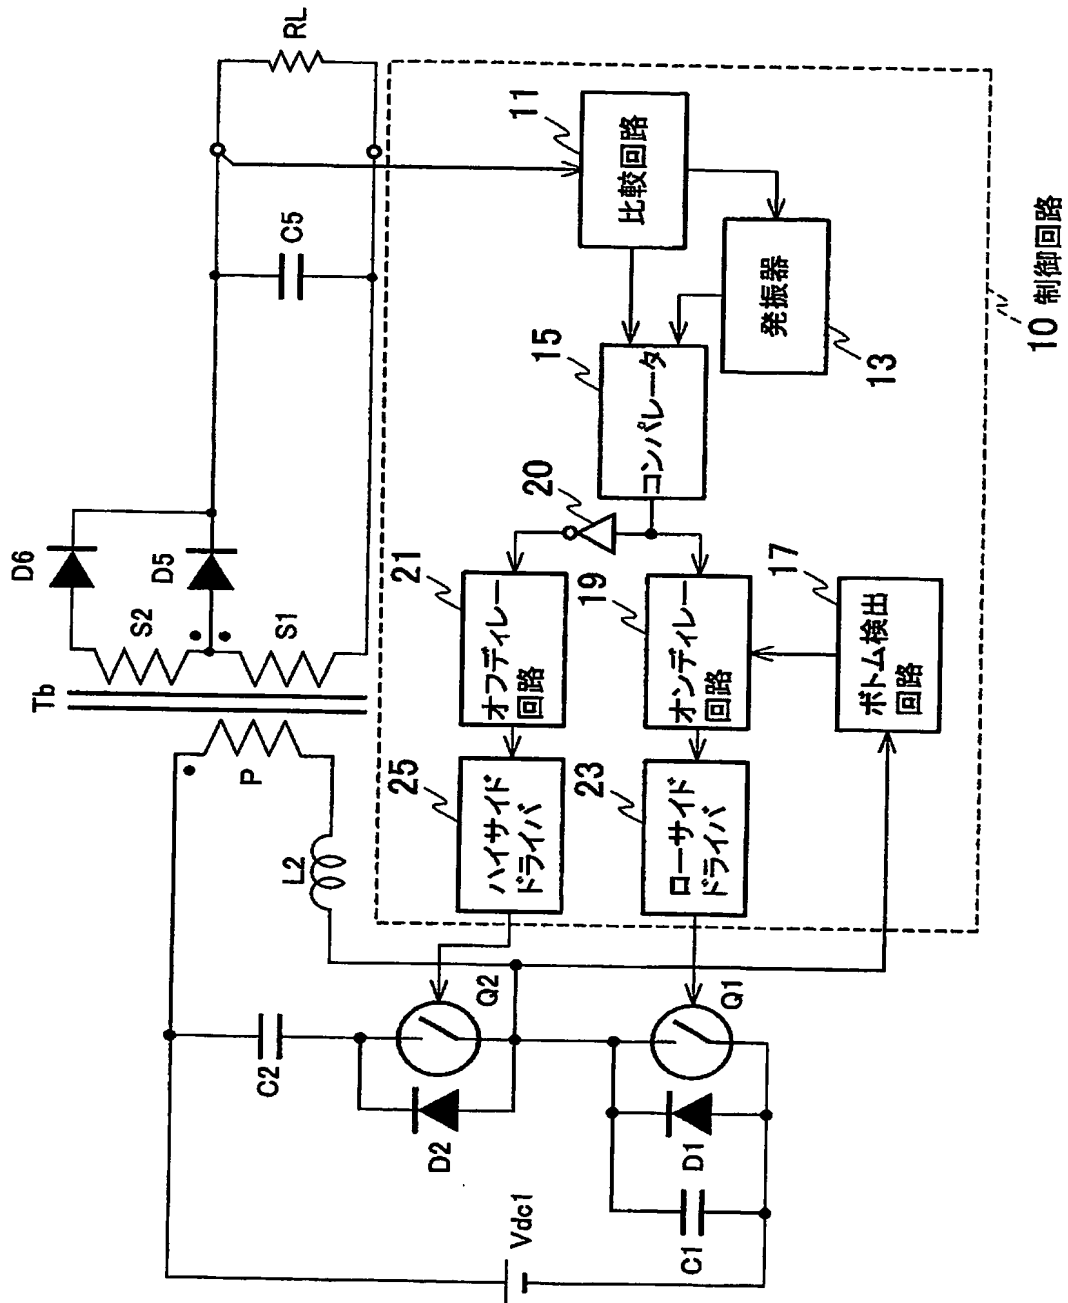 Tb
D6
D5
S2
S1
C5
RL
P
L2
C2
Q2
D2
Vdc1
Q1
D1
C1
25
ハイサイド
ドライバ
21
オフディレー
回路
20
23
ローサイド
ドライバ
19
オンディレー
回路
15
コンパレータ
11
比較回路
発振器
13
17
ボトム検出
回路
10 制御回路